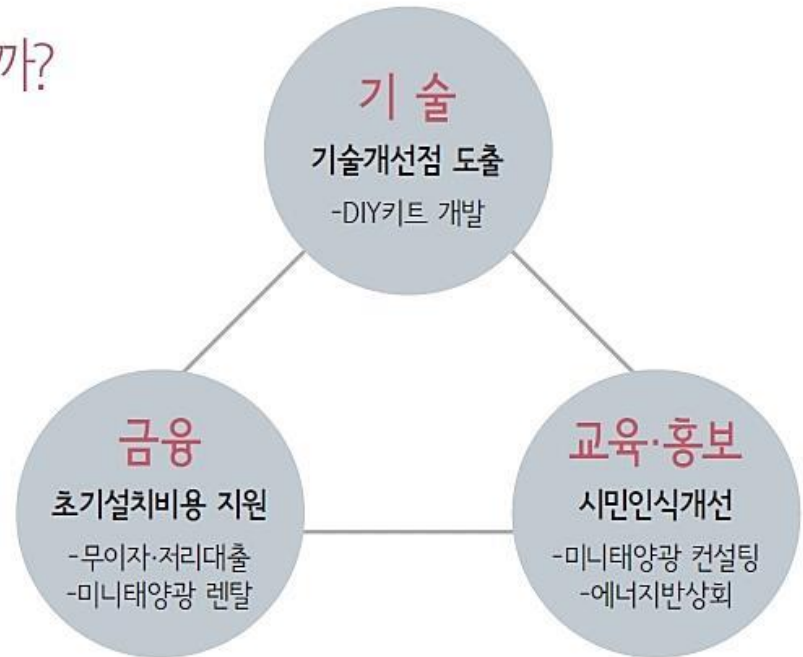 까?
기 술
기술개선점 도출
-DIY키트 개발
금융
초기설치비용 지원
-무이자·저리대출
-미니태양광 렌탈
교육·홍보
시민인식개선
-미니태양광 컨설팅
-에너지반상회